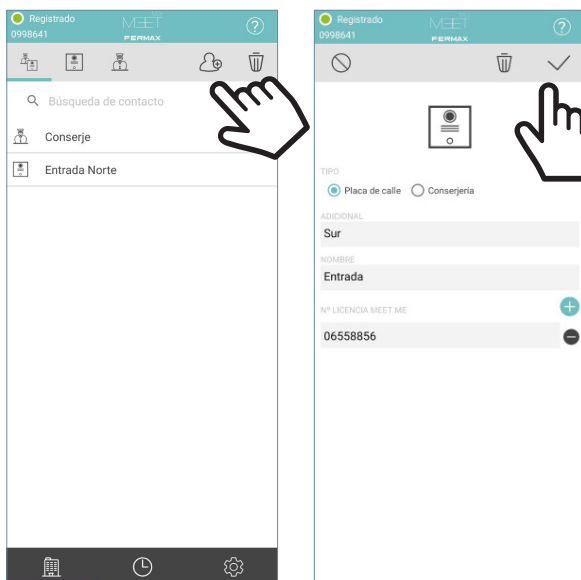 Registrado
0998641
MEET
FERMAX
?
Búsqueda de contacto
Conserje
Entrada Norte
Registrado
0998641
MEET
FERMAX
?
TIPO
Placa de calle
Conserjería
ADICIONAL
Sur
NOMBRE
Entrada
Nº LICENCIA MEET ME
06558856